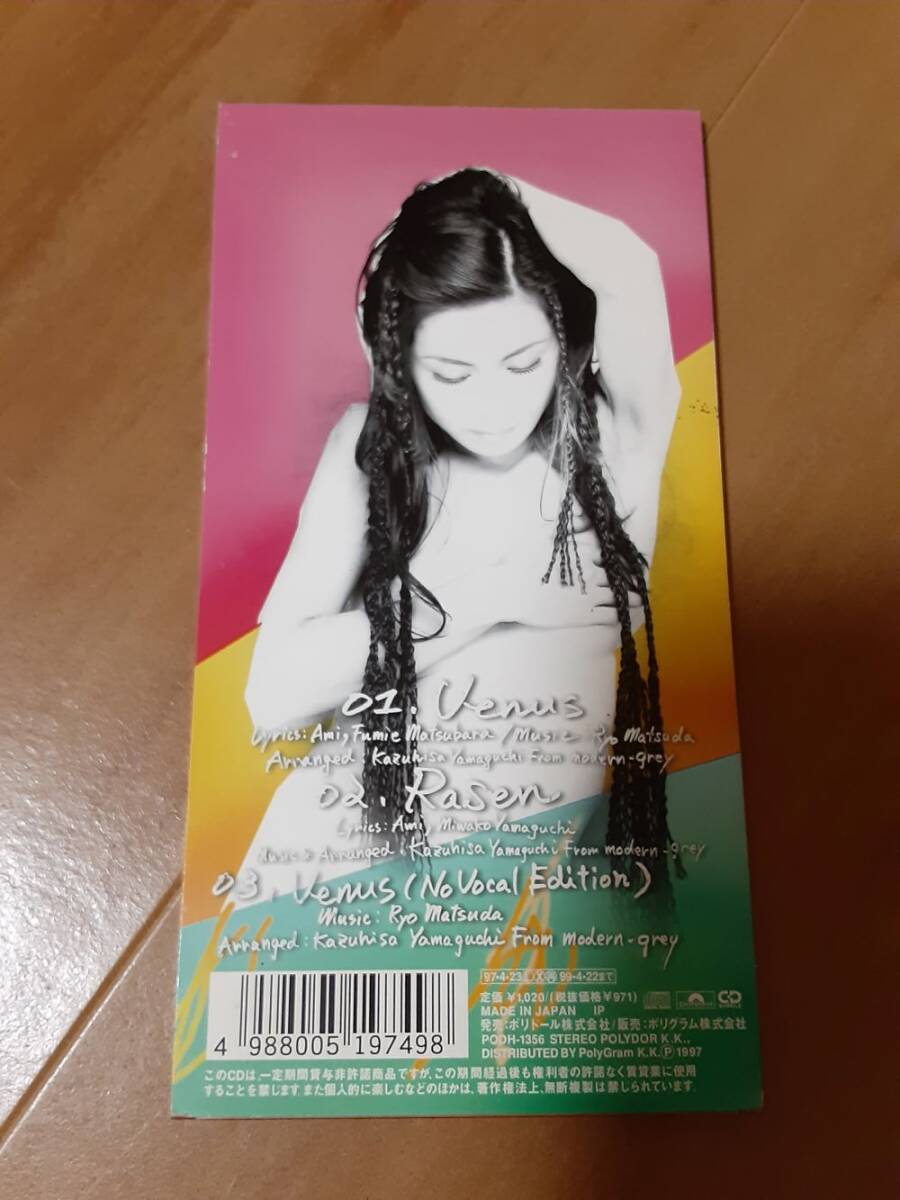 01. Venus
Lyrics: Ami, Fumie Matsubara / Music Ryo Matsuda
Arranged: Kazuhisa Yamaguchi From modern-grey
02. Rasen
Lyrics: Ami, Miwako Yamaguchi
Music & Arranged: Kazuhisa Yamaguchi From modern-grey
03. Venus (No Vocal Edition)
Music: Ryo Matsuda
Arranged: Kazuhisa Yamaguchi From modern-grey
97・4・23 Ⓛ Ⓧ 再 99・4・22まで
定価 ¥1,020/(税抜価格¥971)
MADE IN JAPAN IP
発売:ポリドール株式会社/販売:ポリグラム株式会社
PODH-1356 STEREO POLYDOR K.K.,
DISTRIBUTED BY PolyGram K.K.Ⓟ1997
4 988005 197498
このCDは、一定期間貸与非許諾商品ですが、この期間経過後も権利者の許諾なく賃貸業に使用
することを禁じます。また個人的に楽しむなどのほかは、著作権法上、無断複製は禁じられています。